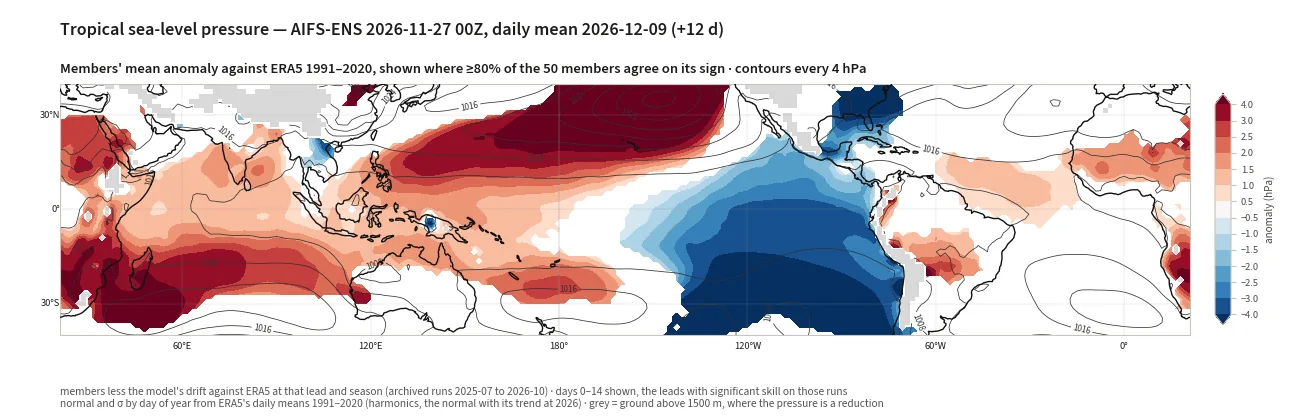 Tropical sea-level pressure — AIFS-ENS 2026-11-27 00Z, daily mean 2026-12-09 (+12 d)
Members' mean anomaly against ERA5 1991–2020, shown where ≥80% of the 50 members agree on its sign · contours every 4 hPa
30°N
0°
30°S
60°E
120°E
180°
120°W
60°W
0°
1016
1016
1016
1016
1016
1016
1008
1008
4.0
3.0
2.5
2.0
1.5
1.0
0.5
−0.5
−1.0
−1.5
−2.0
−2.5
−3.0
−4.0
anomaly (hPa)
members less the model's drift against ERA5 at that lead and season (archived runs 2025-07 to 2026-10) · days 0–14 shown, the leads with significant skill on those runs
normal and σ by day of year from ERA5's daily means 1991–2020 (harmonics, the normal with its trend at 2026) · grey = ground above 1500 m, where the pressure is a reduction